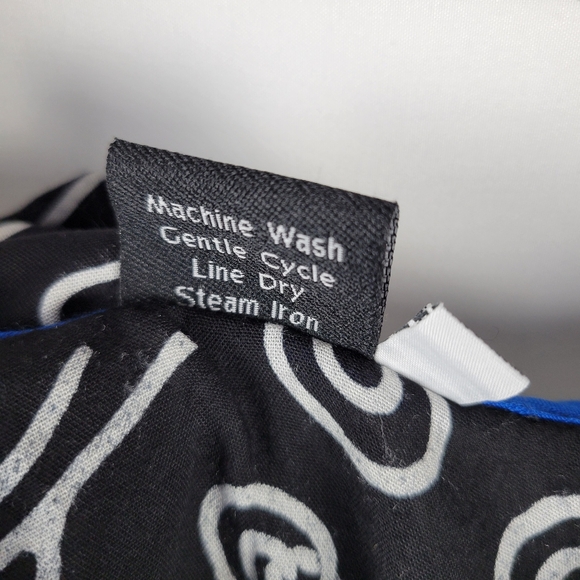 Machine Wash
Gentle Cycle
Line Dry
Steam Iron